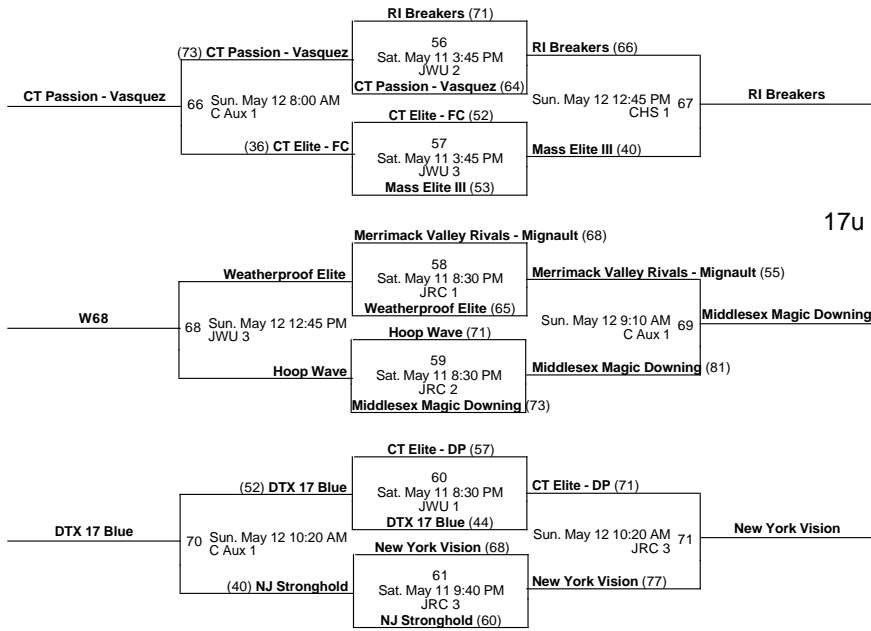 RI Breakers (71)
(73) CT Passion - Vasquez
56
Sat. May 11 3:45 PM
JWU 2
RI Breakers (66)
CT Passion - Vasquez
66 Sun. May 12 8:00 AM
C Aux 1
CT Passion - Vasquez (64)
Sun. May 12 12:45 PM 67
CHS 1
RI Breakers
CT Elite - FC (52)
(36) CT Elite - FC
57
Sat. May 11 3:45 PM
JWU 3
Mass Elite III (40)
Mass Elite III (53)
17u
Merrimack Valley Rivals - Mignault (68)
Weatherproof Elite
58
Sat. May 11 8:30 PM
JRC 1
Merrimack Valley Rivals - Mignault (55)
W68
68 Sun. May 12 12:45 PM
JWU 3
Weatherproof Elite (65)
Sun. May 12 9:10 AM 69
C Aux 1
Middlesex Magic Downing
Hoop Wave (71)
Hoop Wave
59
Sat. May 11 8:30 PM
JRC 2
Middlesex Magic Downing (81)
Middlesex Magic Downing (73)
CT Elite - DP (57)
(52) DTX 17 Blue
60
Sat. May 11 8:30 PM
JWU 1
CT Elite - DP (71)
DTX 17 Blue
70 Sun. May 12 10:20 AM
C Aux 1
DTX 17 Blue (44)
Sun. May 12 10:20 AM 71
JRC 3
New York Vision
New York Vision (68)
(40) NJ Stronghold
61
Sat. May 11 9:40 PM
JRC 3
New York Vision (77)
NJ Stronghold (60)